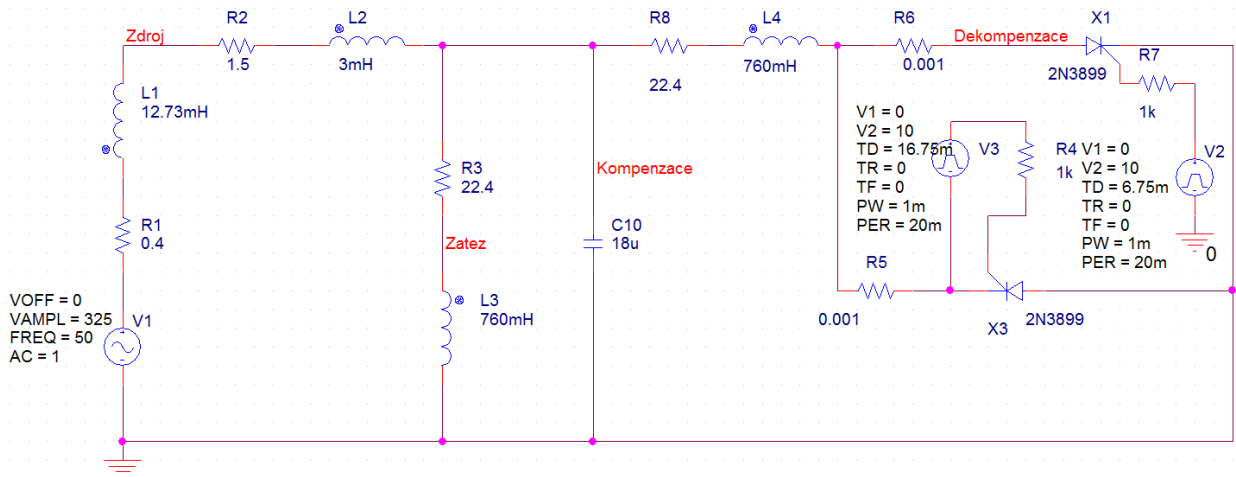 Zdroj
R2
1.5
L2
3mH
R8
22.4
L4
760mH
R6
0.001
Dekompenzace
X1
2N3899
R7
1k
L1
12.73mH
R1
0.4
VOFF = 0
VAMPL = 325
FREQ = 50
AC = 1
V1
R3
22.4
Zatez
L3
760mH
Kompenzace
C10
18u
V1 = 0
V2 = 10
TD = 16.75m
TR = 0
TF = 0
PW = 1m
PER = 20m
V3
R4
1k
V1 = 0
V2 = 10
TD = 6.75m
TR = 0
TF = 0
PW = 1m
PER = 20m
V2
0
R5
0.001
X3
2N3899